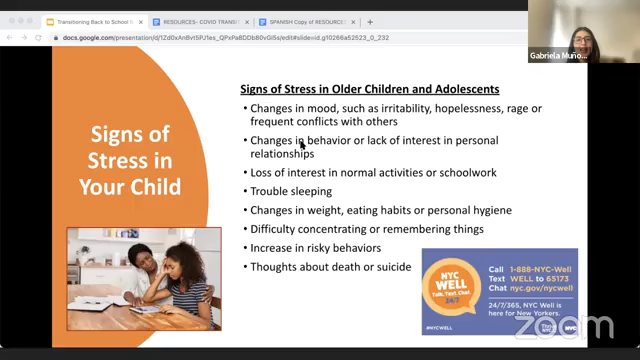 Transitioning Back to School N
RESOURCES- COVID TRANSIT
SPANISH Copy of RESOURCE
docs.google.com/presentation/d/
Gabriela Muño...
Signs of
Stress in
Your Child
Signs of Stress in Older Children and Adolescents
• Changes in mood, such as irritability, hopelessness, rage or
frequent conflicts with others
• Changes in behavior or lack of interest in personal
relationships
• Loss of interest in normal activities or schoolwork
• Trouble sleeping
• Changes in weight, eating habits or personal hygiene
• Difficulty concentrating or remembering things
• Increase in risky behaviors
• Thoughts about death or suicide
NYC
WELL
Talk. Text. Chat.
24/7
#NYCWELL
Call 1-888-NYC-Well
Text WELL to 65173
Chat nyc.gov/nycwell
24/7/365, NYC Well is
here for New Yorkers.
NYC
zoom